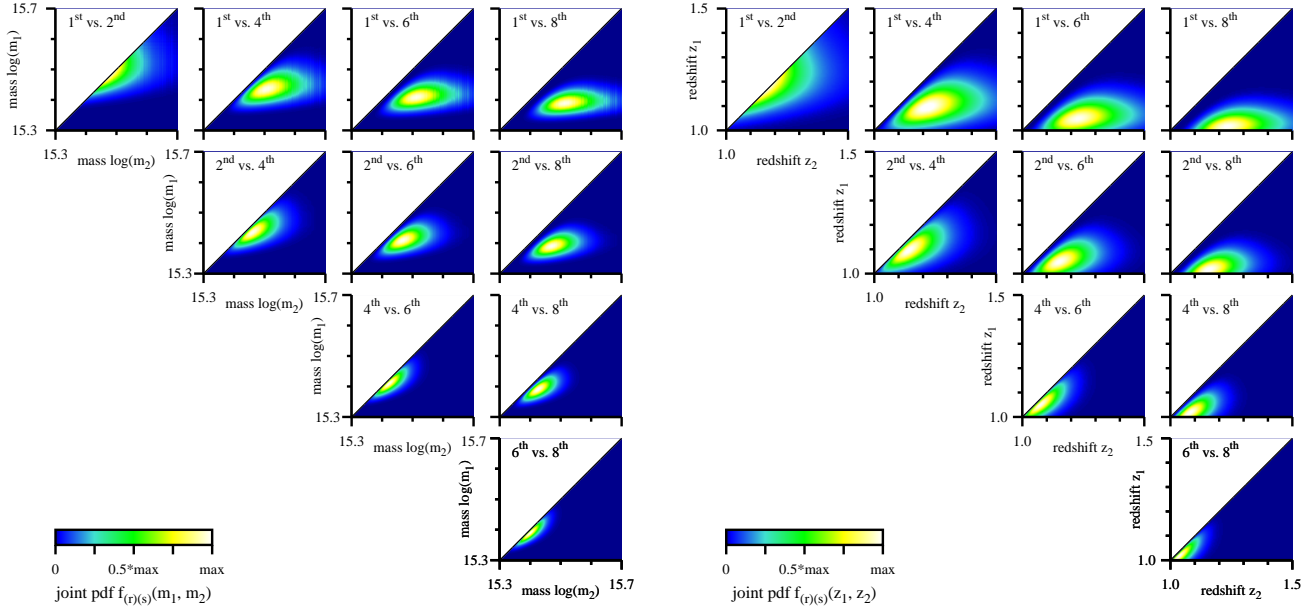 15.7
1st vs. 2nd
1st vs. 4th
1st vs. 6th
1st vs. 8th
mass log(m1)
15.3
15.3
mass log(m2)
1.5
1st vs. 2nd
1st vs. 4th
1st vs. 6th
1st vs. 8th
redshift z1
1.0
1.0
redshift z2
15.7
2nd vs. 4th
2nd vs. 6th
2nd vs. 8th
mass log(m1)
15.3
15.3
mass log(m2)
1.5
2nd vs. 4th
2nd vs. 6th
2nd vs. 8th
redshift z1
1.0
1.0
redshift z2
15.7
4th vs. 6th
4th vs. 8th
mass log(m1)
15.3
15.3
mass log(m2)
1.5
4th vs. 6th
4th vs. 8th
redshift z1
1.0
1.0
redshift z2
15.7
6th vs. 8th
mass log(m1)
15.3
15.3
15.7
mass log(m2)
1.5
6th vs. 8th
redshift z1
1.0
1.0
1.5
redshift z2
0
0.5*max
max
joint pdf f(r)(s)(m1, m2)
0
0.5*max
max
joint pdf f(r)(s)(z1, z2)